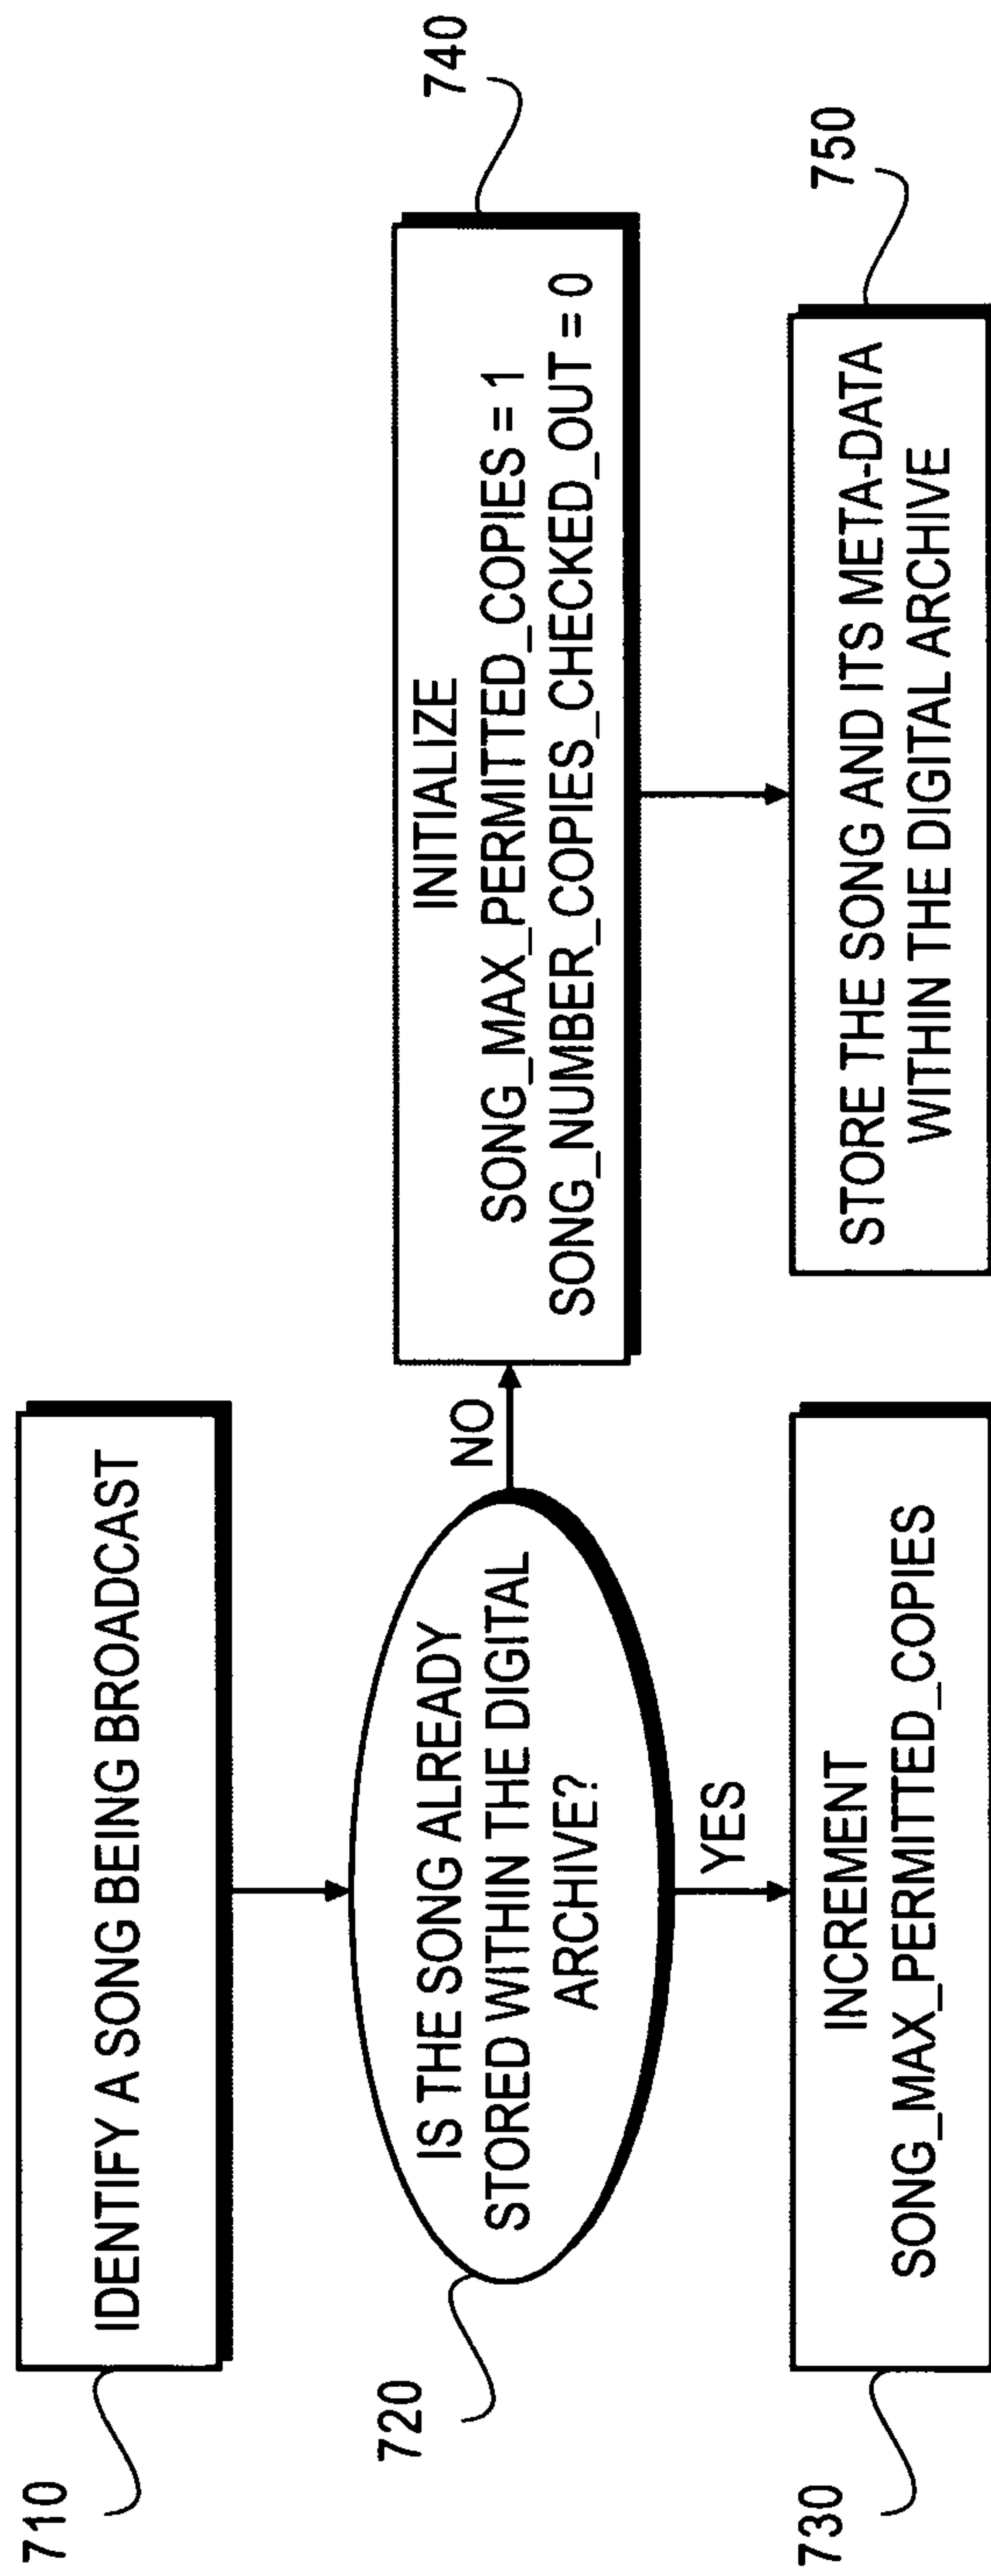 710
IDENTIFY A SONG BEING BROADCAST
720
IS THE SONG ALREADY
STORED WITHIN THE DIGITAL
ARCHIVE?
NO
740
INITIALIZE
SONG_MAX_PERMITTED_COPIES = 1
SONG_NUMBER_COPIES_CHECKED_OUT = 0
YES
730
INCREMENT
SONG_MAX_PERMITTED_COPIES
750
STORE THE SONG AND ITS META-DATA
WITHIN THE DIGITAL ARCHIVE